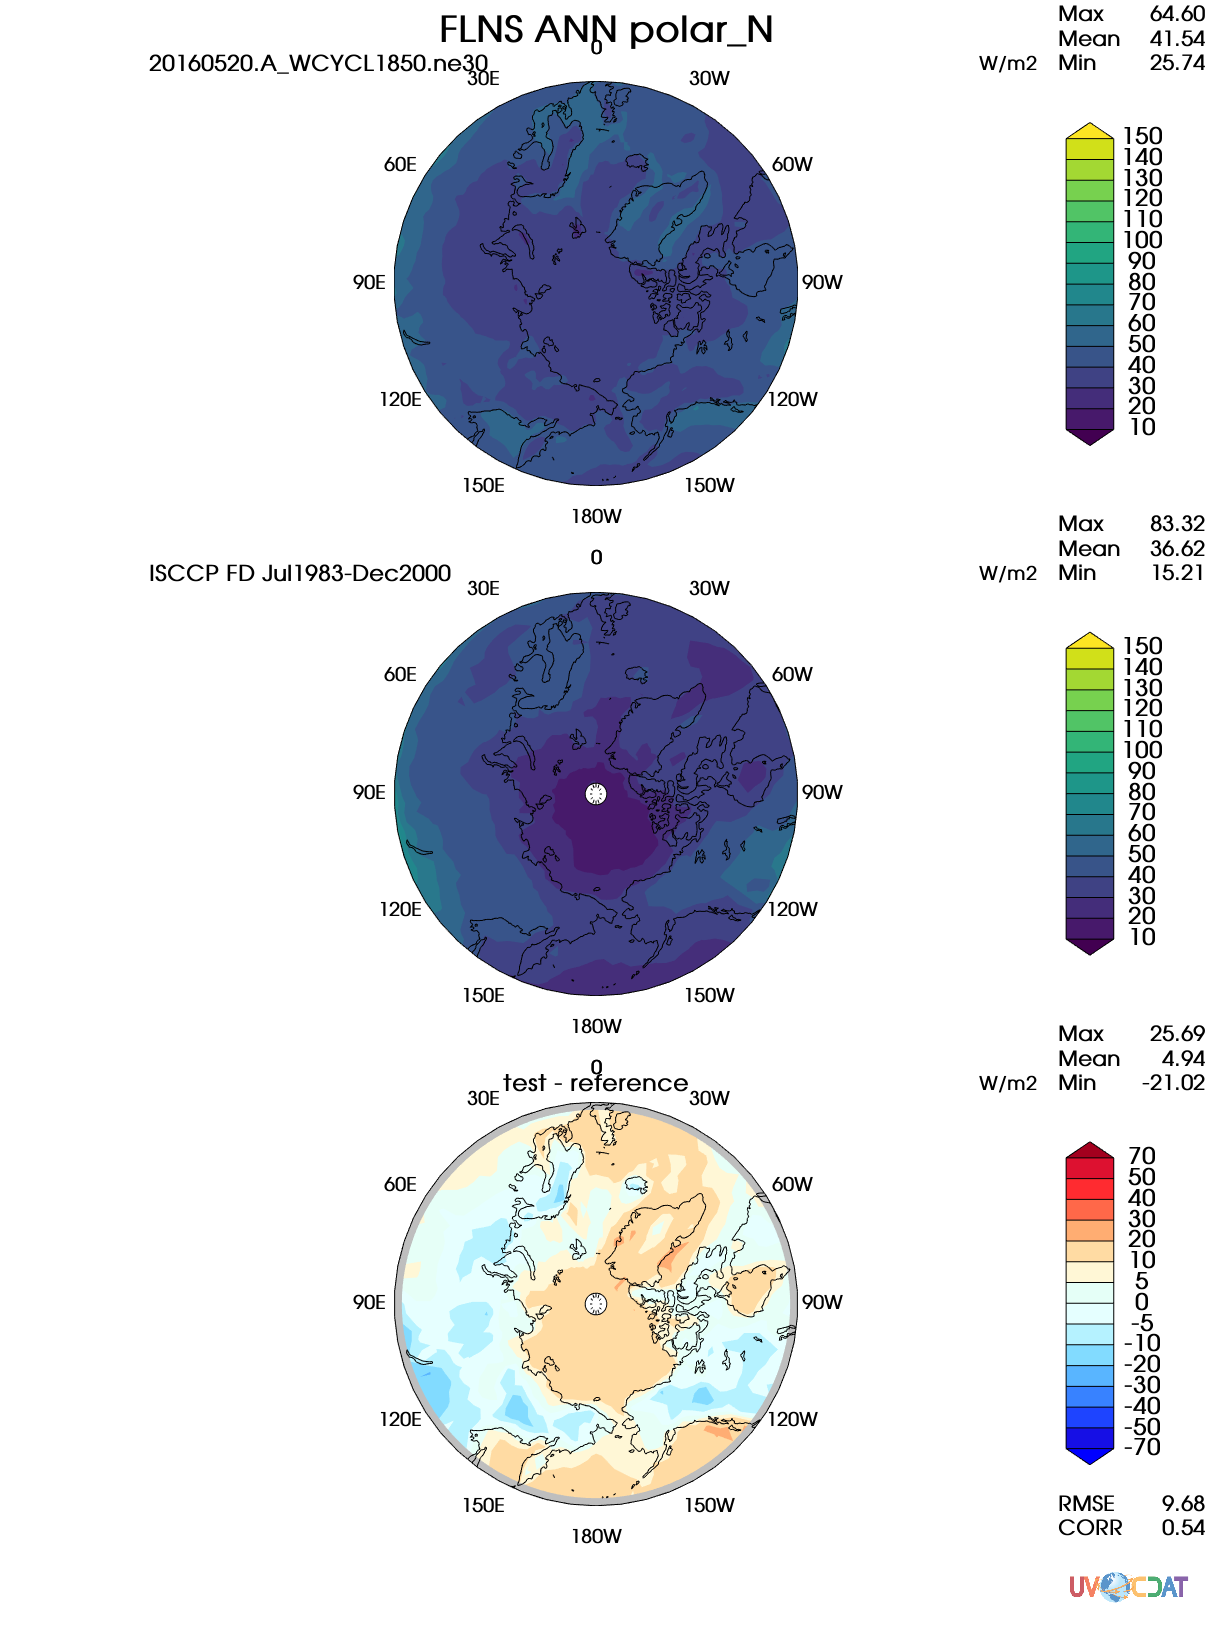 FLNS ANN polar_N
Max 64.60
Mean 41.54
W/m2 Min 25.74
20160520.A_WCYCL1850.ne30
0
30E 30W
60E 60W
90E 90W
120E 120W
150E 150W
180W
150
140
130
120
110
100
90
80
70
60
50
40
30
20
10
Max 83.32
Mean 36.62
W/m2 Min 15.21
ISCCP FD Jul1983-Dec2000
0
30E 30W
60E 60W
90E 90W
120E 120W
150E 150W
180W
150
140
130
120
110
100
90
80
70
60
50
40
30
20
10
Max 25.69
Mean 4.94
W/m2 Min -21.02
test - reference
0
30E 30W
60E 60W
90E 90W
120E 120W
150E 150W
180W
70
50
40
30
20
10
5
0
-5
-10
-20
-30
-40
-50
-70
RMSE 9.68
CORR 0.54
UV CDAT